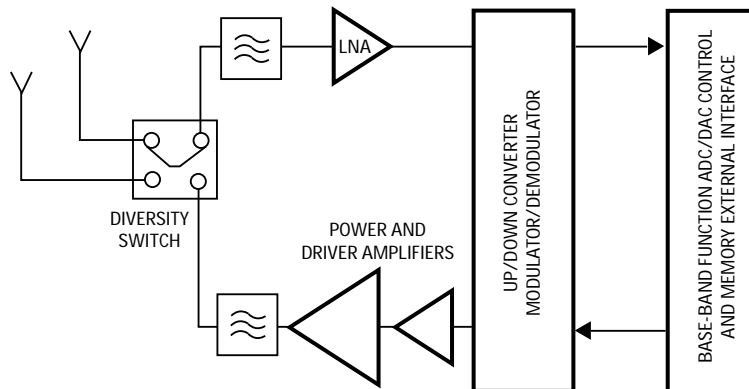 LNA
DIVERSITY
SWITCH
POWER AND
DRIVER AMPLIFIERS
UP/DOWN CONVERTER
MODULATOR/DEMODULATOR
BASE-BAND FUNCTION ADC/DAC CONTROL
AND MEMORY EXTERNAL INTERFACE